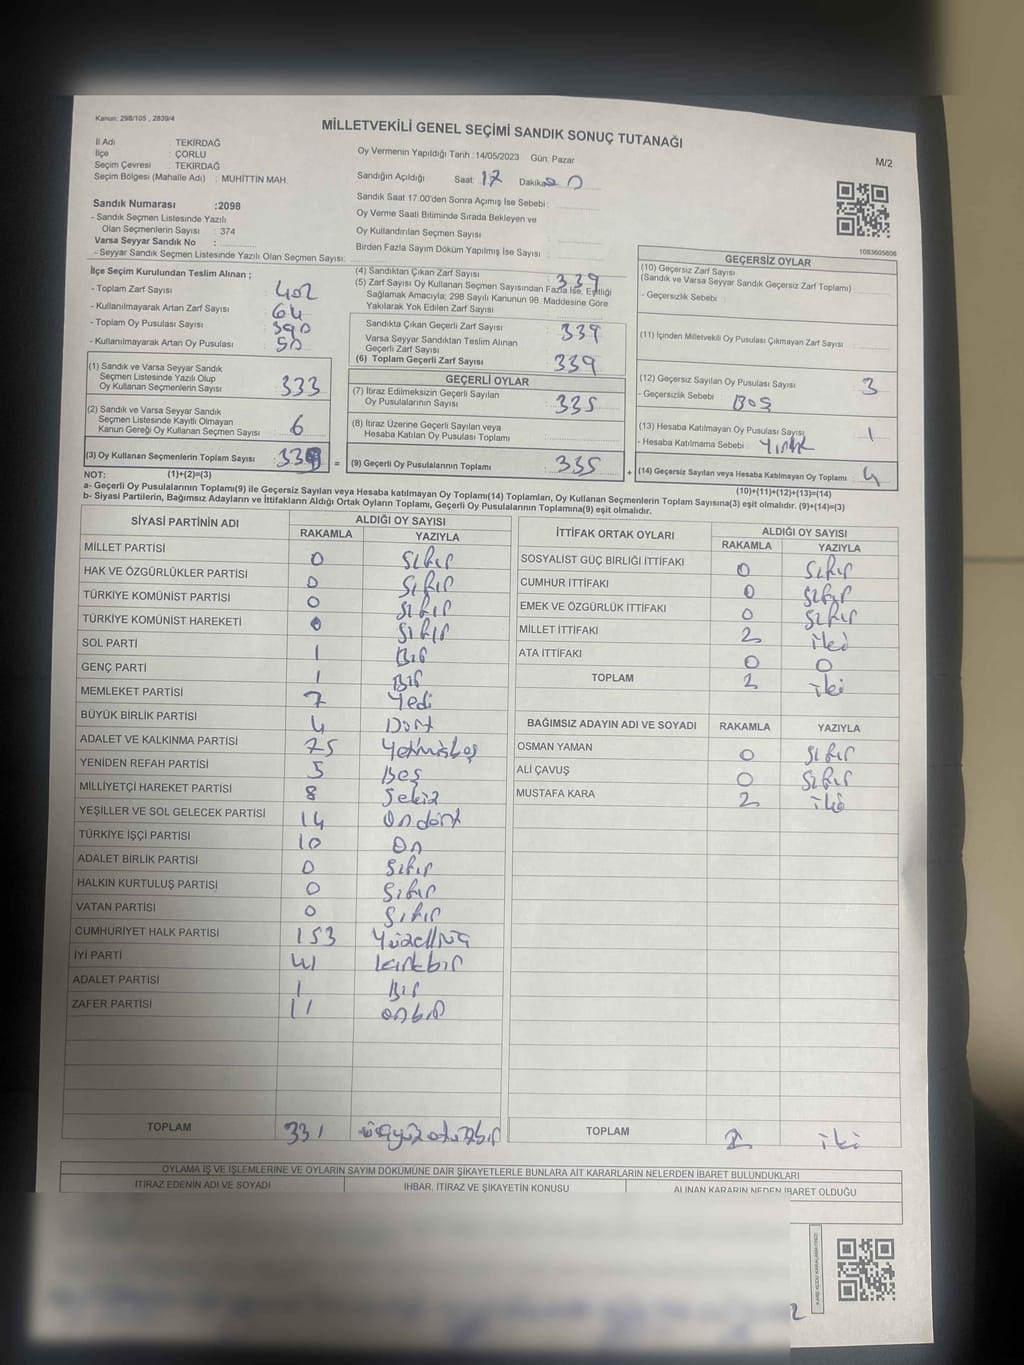 Kanun: 298/105 , 2839/4
MİLLETVEKİLİ GENEL SEÇİMİ SANDIK SONUÇ TUTANAĞI
M/2
İl Adı : TEKİRDAĞ
İlçe : ÇORLU
Seçim Çevresi : TEKİRDAĞ
Seçim Bölgesi (Mahalle Adı) : MUHİTTİN MAH.
Oy Vermenin Yapıldığı Tarih : 14/05/2023 Gün: Pazar
Sandığın Açıldığı Saat: 17 Dakika:
Sandık Saat 17:00'den Sonra Açımış İse Sebebi :
Oy Verme Saati Bitiminde Sırada Bekleyen ve
Oy Kullandırılan Seçmen Sayısı
Birden Fazla Sayım Döküm Yapılmış İse Sayısı :
1083605606
Sandık Numarası :2098
- Sandık Seçmen Listesinde Yazılı
Olan Seçmenlerin Sayısı : 374
Varsa Seyyar Sandık No :
- Seyyar Sandık Seçmen Listesinde Yazılı Olan Seçmen Sayısı:
İlçe Seçim Kurulundan Teslim Alınan ;
- Toplam Zarf Sayısı : 402
- Kullanılmayarak Artan Zarf Sayısı : 64
- Toplam Oy Pusulası Sayısı : 390
- Kullanılmayarak Artan Oy Pusulası : 50
(1) Sandık ve Varsa Seyyar Sandık
Seçmen Listesinde Yazılı Olup
Oy Kullanan Seçmenlerin Sayısı : 333
(2) Sandık ve Varsa Seyyar Sandık
Seçmen Listesinde Kayıtlı Olmayan
Kanun Gereği Oy Kullanan Seçmen Sayısı : 6
(3) Oy Kullanan Seçmenlerin Toplam Sayısı : 339
(1)+(2)=(3)
(4) Sandıktan Çıkan Zarf Sayısı : 339
(5) Zarf Sayısı Oy Kullanan Seçmen Sayısından Fazla İse, Eşitliği
Sağlamak Amacıyla; 298 Sayılı Kanunun 98. Maddesine Göre
Yakılarak Yok Edilen Zarf Sayısı
Sandıkta Çıkan Geçerli Zarf Sayısı : 339
Varsa Seyyar Sandıktan Teslim Alınan
Geçerli Zarf Sayısı
(6) Toplam Geçerli Zarf Sayısı : 339
GEÇERLİ OYLAR
(7) İtiraz Edilmeksizin Geçerli Sayılan
Oy Pusulalarının Sayısı : 335
(8) İtiraz Üzerine Geçerli Sayılan veya
Hesaba Katılan Oy Pusulası Toplamı
= (9) Geçerli Oy Pusulalarının Toplamı : 335
GEÇERSİZ OYLAR
(10) Geçersiz Zarf Sayısı
(Sandık ve Varsa Seyyar Sandık Geçersiz Zarf Toplamı)
- Geçersizlik Sebebi :
(11) İçinden Milletvekili Oy Pusulası Çıkmayan Zarf Sayısı
(12) Geçersiz Sayılan Oy Pusulası Sayısı : 3
- Geçersizlik Sebebi : BOŞ
(13) Hesaba Katılmayan Oy Pusulası Sayısı : 1
- Hesaba Katılmama Sebebi : Yırtık
+ (14) Geçersiz Sayılan veya Hesaba Katılmayan Oy Toplamı : 4
(10)+(11)+(12)+(13)=(14)
NOT:
a- Geçerli Oy Pusulalarının Toplamı(9) ile Geçersiz Sayılan veya Hesaba katılmayan Oy Toplamı(14) Toplamları, Oy Kullanan Seçmenlerin Toplam Sayısına(3) eşit olmalıdır. (9)+(14)=(3)
b- Siyasi Partilerin, Bağımsız Adayların ve İttifakların Aldığı Ortak Oyların Toplamı, Geçerli Oy Pusulalarının Toplamına(9) eşit olmalıdır.
SİYASİ PARTİNİN ADI ALDIĞI OY SAYISI
RAKAMLA YAZIYLA
MİLLET PARTİSİ 0 Sıfır
HAK VE ÖZGÜRLÜKLER PARTİSİ 0 Sıfır
TÜRKİYE KOMÜNİST PARTİSİ 0 Sıfır
TÜRKİYE KOMÜNİST HAREKETİ 0 Sıfır
SOL PARTİ 1 Bir
GENÇ PARTİ 1 Bir
MEMLEKET PARTİSİ 7 Yedi
BÜYÜK BİRLİK PARTİSİ 4 Dört
ADALET VE KALKINMA PARTİSİ 75 Yetmişbeş
YENİDEN REFAH PARTİSİ 5 Beş
MİLLİYETÇİ HAREKET PARTİSİ 8 Sekiz
YEŞİLLER VE SOL GELECEK PARTİSİ 14 Ondört
TÜRKİYE İŞÇİ PARTİSİ 10 On
ADALET BİRLİK PARTİSİ 0 Sıfır
HALKIN KURTULUŞ PARTİSİ 0 Sıfır
VATAN PARTİSİ 0 Sıfır
CUMHURİYET HALK PARTİSİ 153
İYİ PARTİ 41 kırkbir
ADALET PARTİSİ 1 Bir
ZAFER PARTİSİ 11 onbir
TOPLAM 331 üçyüzotuzbir
İTTİFAK ORTAK OYLARI ALDIĞI OY SAYISI
RAKAMLA YAZIYLA
SOSYALİST GÜÇ BİRLİĞİ İTTİFAKI 0 Sıfır
CUMHUR İTTİFAKI 0 Sıfır
EMEK VE ÖZGÜRLÜK İTTİFAKI 0 Sıfır
MİLLET İTTİFAKI 2 iki
ATA İTTİFAKI 0 0
TOPLAM 2 iki
BAĞIMSIZ ADAYIN ADI VE SOYADI RAKAMLA YAZIYLA
OSMAN YAMAN 0 Sıfır
ALİ ÇAVUŞ 0 Sıfır
MUSTAFA KARA 2 iki
TOPLAM 2 iki
OYLAMA İŞ VE İŞLEMLERİNE VE OYLARIN SAYIM DÖKÜMÜNE DAİR ŞİKAYETLERLE BUNLARA AİT KARARLARIN NELERDEN İBARET BULUNDUKLARI
İTİRAZ EDENİN ADI VE SOYADI İHBAR, İTİRAZ VE ŞİKAYETİN KONUSU ALINAN KARARIN NEDEN İBARET OLDUĞU